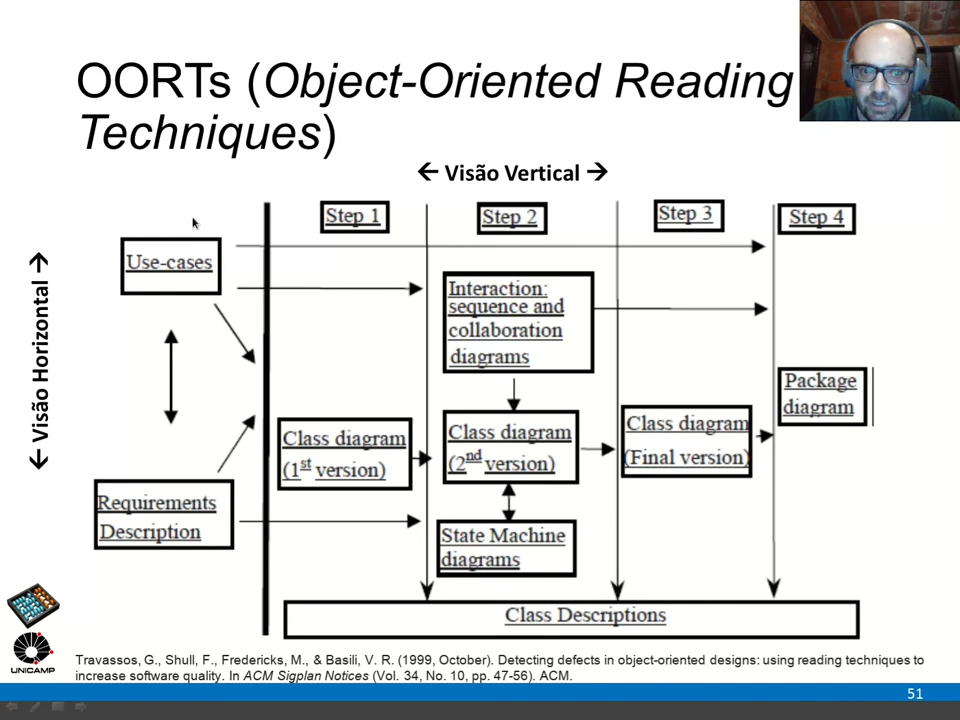 OORTs (Object-Oriented Reading
Techniques)
← Visão Vertical →
← Visão Horizontal →
Step 1
Step 2
Step 3
Step 4
Use-cases
Interaction:
sequence and
collaboration
diagrams
Package
diagram
Class diagram
(1st version)
Class diagram
(2nd version)
Class diagram
(Final version)
Requirements
Description
State Machine
diagrams
Class Descriptions
UNICAMP
Travassos, G., Shull, F., Fredericks, M., & Basili, V. R. (1999, October). Detecting defects in object-oriented designs: using reading techniques to
increase software quality. In ACM Sigplan Notices (Vol. 34, No. 10, pp. 47-56). ACM.
51